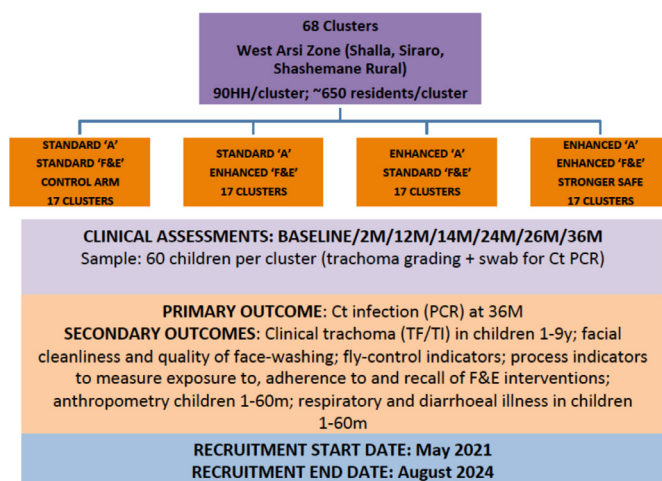 68 Clusters
West Arsi Zone (Shalla, Siraro,
Shashemane Rural)
90HH/cluster; ~650 residents/cluster
STANDARD ‘A’
STANDARD ‘F&E’
CONTROL ARM
17 CLUSTERS
STANDARD ‘A’
ENHANCED ‘F&E’
17 CLUSTERS
ENHANCED ‘A’
STANDARD ‘F&E’
17 CLUSTERS
ENHANCED ‘A’
ENHANCED ‘F&E’
STRONGER SAFE
17 CLUSTERS
CLINICAL ASSESSMENTS: BASELINE/2M/12M/14M/24M/26M/36M
Sample: 60 children per cluster (trachoma grading + swab for Ct PCR)
PRIMARY OUTCOME: Ct infection (PCR) at 36M
SECONDARY OUTCOMES: Clinical trachoma (TF/TI) in children 1-9y; facial
cleanliness and quality of face-washing; fly-control indicators; process indicators
to measure exposure to, adherence to and recall of F&E interventions;
anthropometry children 1-60m; respiratory and diarrhoeal illness in children
1-60m
RECRUITMENT START DATE: May 2021
RECRUITMENT END DATE: August 2024